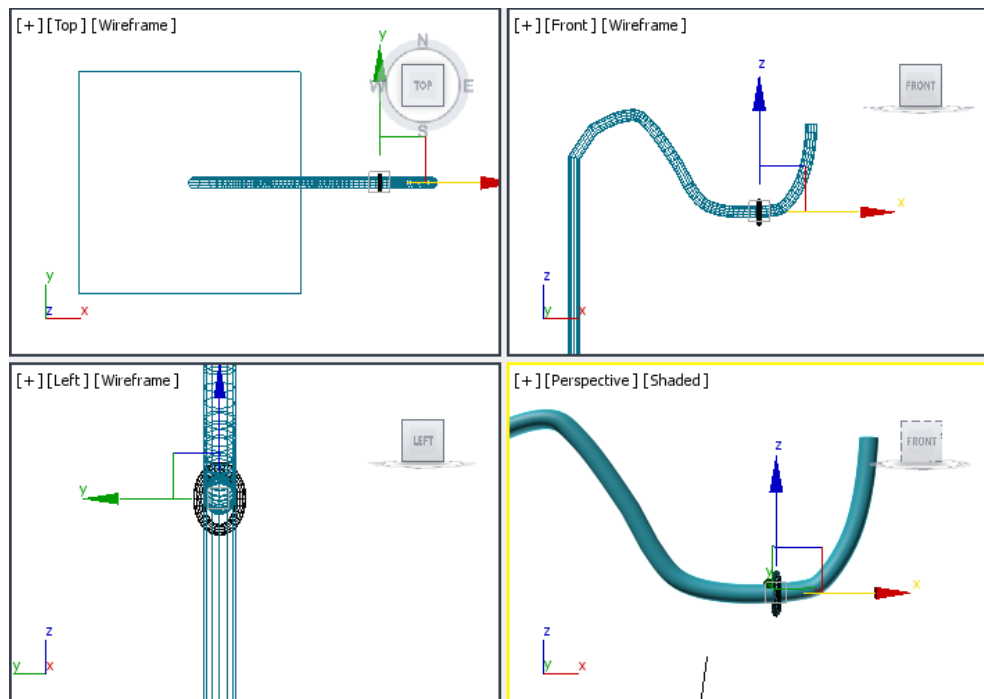 [+] [Top] [Wireframe]
y
N
W
TOP
E
S
y
z
x
[+] [Front] [Wireframe]
z
FRONT
x
z
y
x
[+] [Left] [Wireframe]
LEFT
y
z
y
x
[+] [Perspective] [Shaded]
FRONT
z
y
x
z
y
x